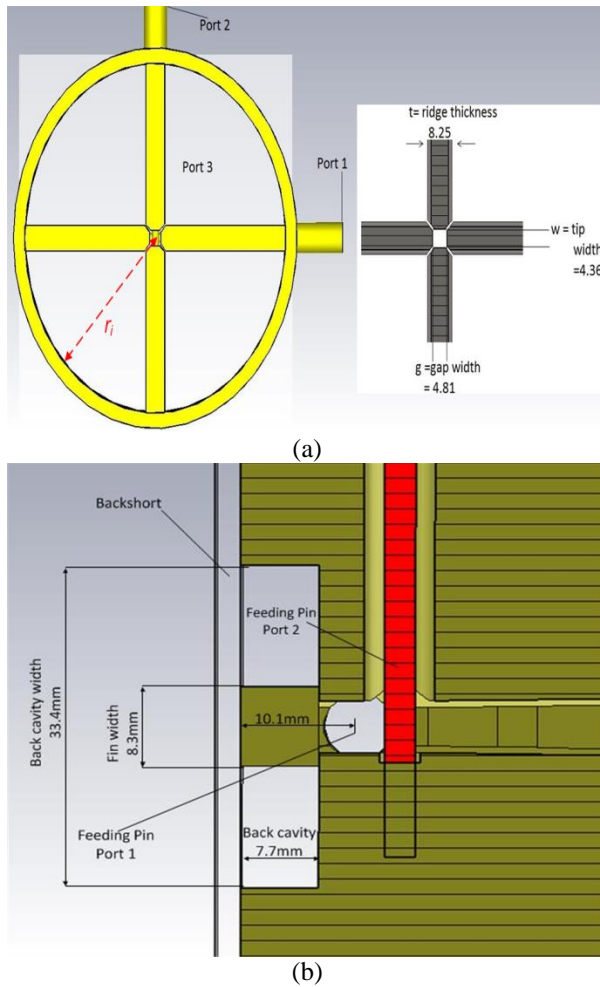 Port 2
Port 3
Port 1
r_i
t= ridge thickness
8.25
w = tip
width
=4.36
g =gap width
= 4.81
(a)
Backshort
Feeding Pin
Port 2
Back cavity width
33.4mm
Fin width
8.3mm
10.1mm
Feeding Pin
Port 1
Back cavity
7.7mm
(b)